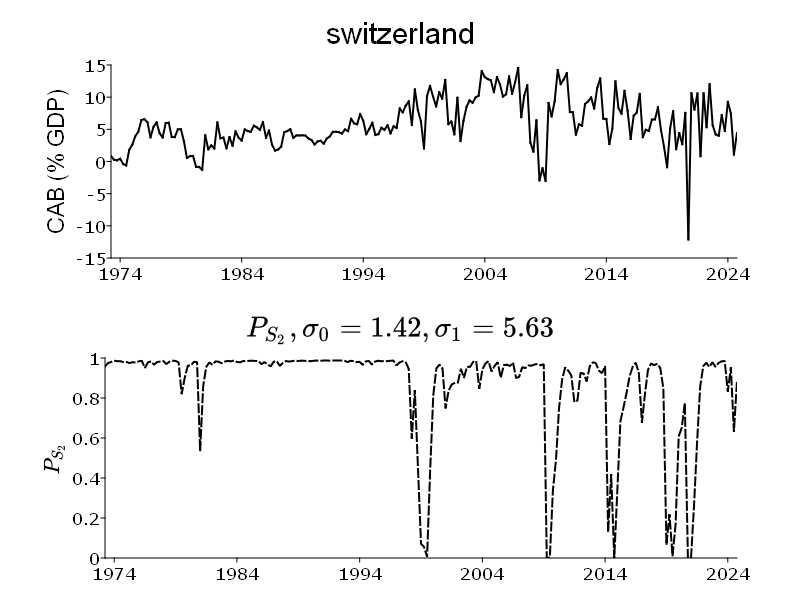 switzerland
CAB (% GDP)
15
10
5
0
-5
-10
-15
1974 1984 1994 2004 2014 2024
P_{S_2}, σ_0 = 1.42, σ_1 = 5.63
P_{S_2}
1
0.8
0.6
0.4
0.2
0
1974 1984 1994 2004 2014 2024